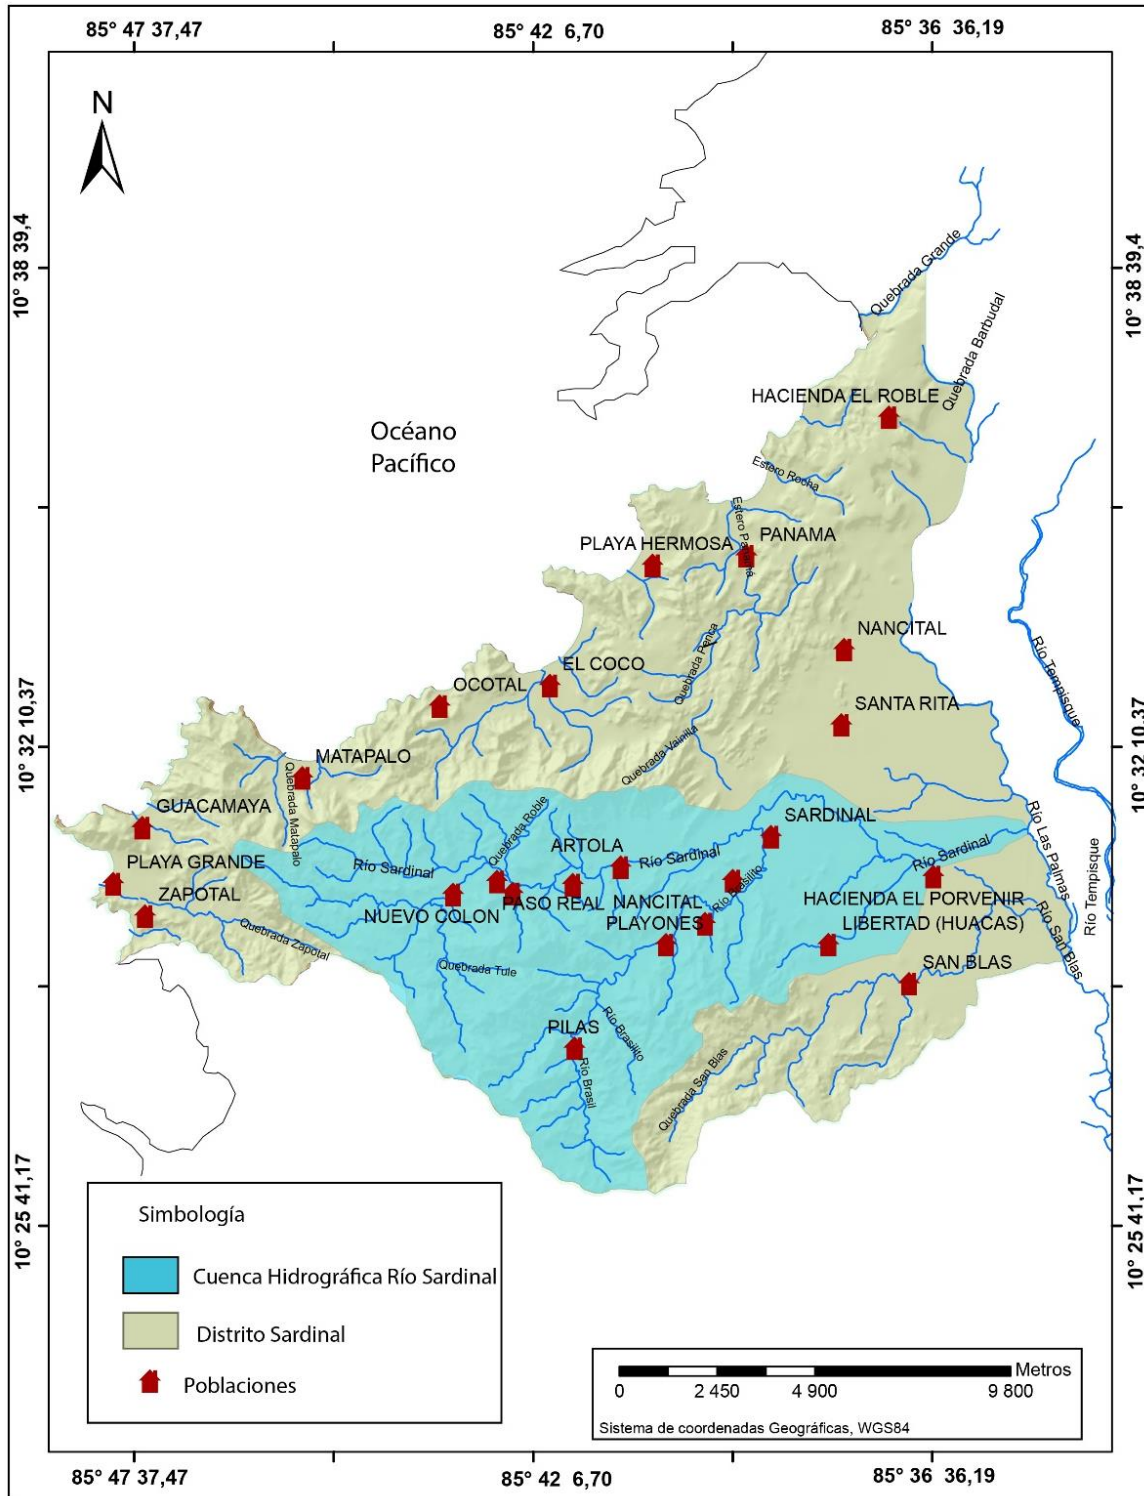 85° 47 37,47
85° 42 6,70
85° 36 36,19
N
10° 38 39,4
10° 38 39,4
Quebrada Grande
Quebrada Barbudal
HACIENDA EL ROBLE
Océano
Pacífico
Estero Rocha
Estero Panamá
PLAYA HERMOSA
PANAMA
NANCITAL
Quebrada Penca
Río Tempisque
EL COCO
OCOTAL
SANTA RITA
10° 32 10,37
10° 32 10,37
Quebrada Vainilla
MATAPALO
Quebrada Matapalo
GUACAMAYA
Quebrada Roble
SARDINAL
Río Las Palmas
ARTOLA
Río Sardinal
Río Sardinal
Río Sardinal
PLAYA GRANDE
ZAPOTAL
Río Brasilito
HACIENDA EL PORVENIR
PASO REAL
NANCITAL
NUEVO COLON
PLAYONES
LIBERTAD (HUACAS)
Río Tempisque
Río San Blas
Quebrada Zapotal
Quebrada Tule
SAN BLAS
PILAS
Río Brasilito
Río Brasil
Quebrada San Blas
10° 25 41,17
10° 25 41,17
Simbología
Cuenca Hidrográfica Río Sardinal
Distrito Sardinal
Poblaciones
Metros
0 2 450 4 900 9 800
Sistema de coordenadas Geográficas, WGS84
85° 47 37,47
85° 42 6,70
85° 36 36,19